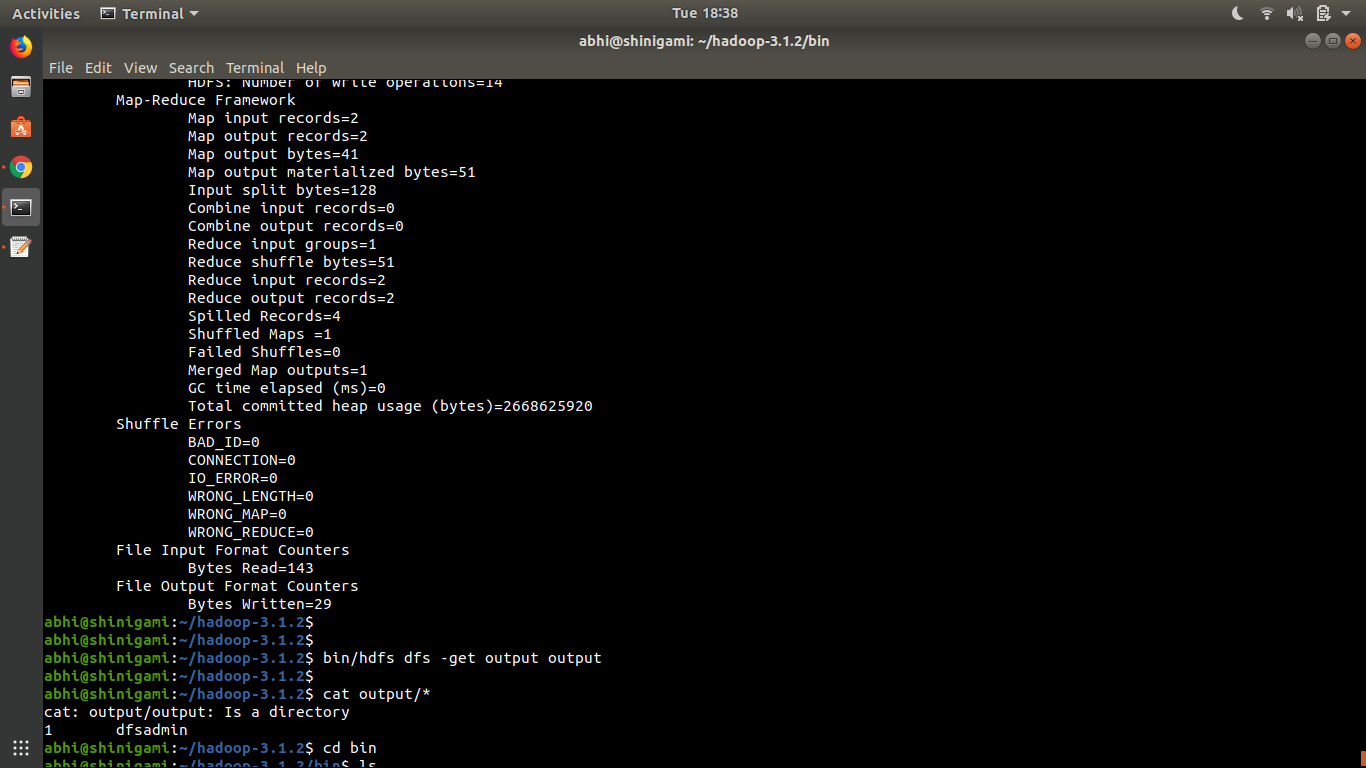 Activities Terminal Tue 18:38
abhi@shinigami: ~/hadoop-3.1.2/bin
File Edit View Search Terminal Help
HDFS: Number of write operations=14
Map-Reduce Framework
Map input records=2
Map output records=2
Map output bytes=41
Map output materialized bytes=51
Input split bytes=128
Combine input records=0
Combine output records=0
Reduce input groups=1
Reduce shuffle bytes=51
Reduce input records=2
Reduce output records=2
Spilled Records=4
Shuffled Maps =1
Failed Shuffles=0
Merged Map outputs=1
GC time elapsed (ms)=0
Total committed heap usage (bytes)=2668625920
Shuffle Errors
BAD_ID=0
CONNECTION=0
IO_ERROR=0
WRONG_LENGTH=0
WRONG_MAP=0
WRONG_REDUCE=0
File Input Format Counters
Bytes Read=143
File Output Format Counters
Bytes Written=29
abhi@shinigami:~/hadoop-3.1.2$
abhi@shinigami:~/hadoop-3.1.2$
abhi@shinigami:~/hadoop-3.1.2$ bin/hdfs dfs -get output output
abhi@shinigami:~/hadoop-3.1.2$
abhi@shinigami:~/hadoop-3.1.2$ cat output/*
cat: output/output: Is a directory
1 dfsadmin
abhi@shinigami:~/hadoop-3.1.2$ cd bin
abhi@shinigami:~/hadoop-3.1.2/bin$ ls